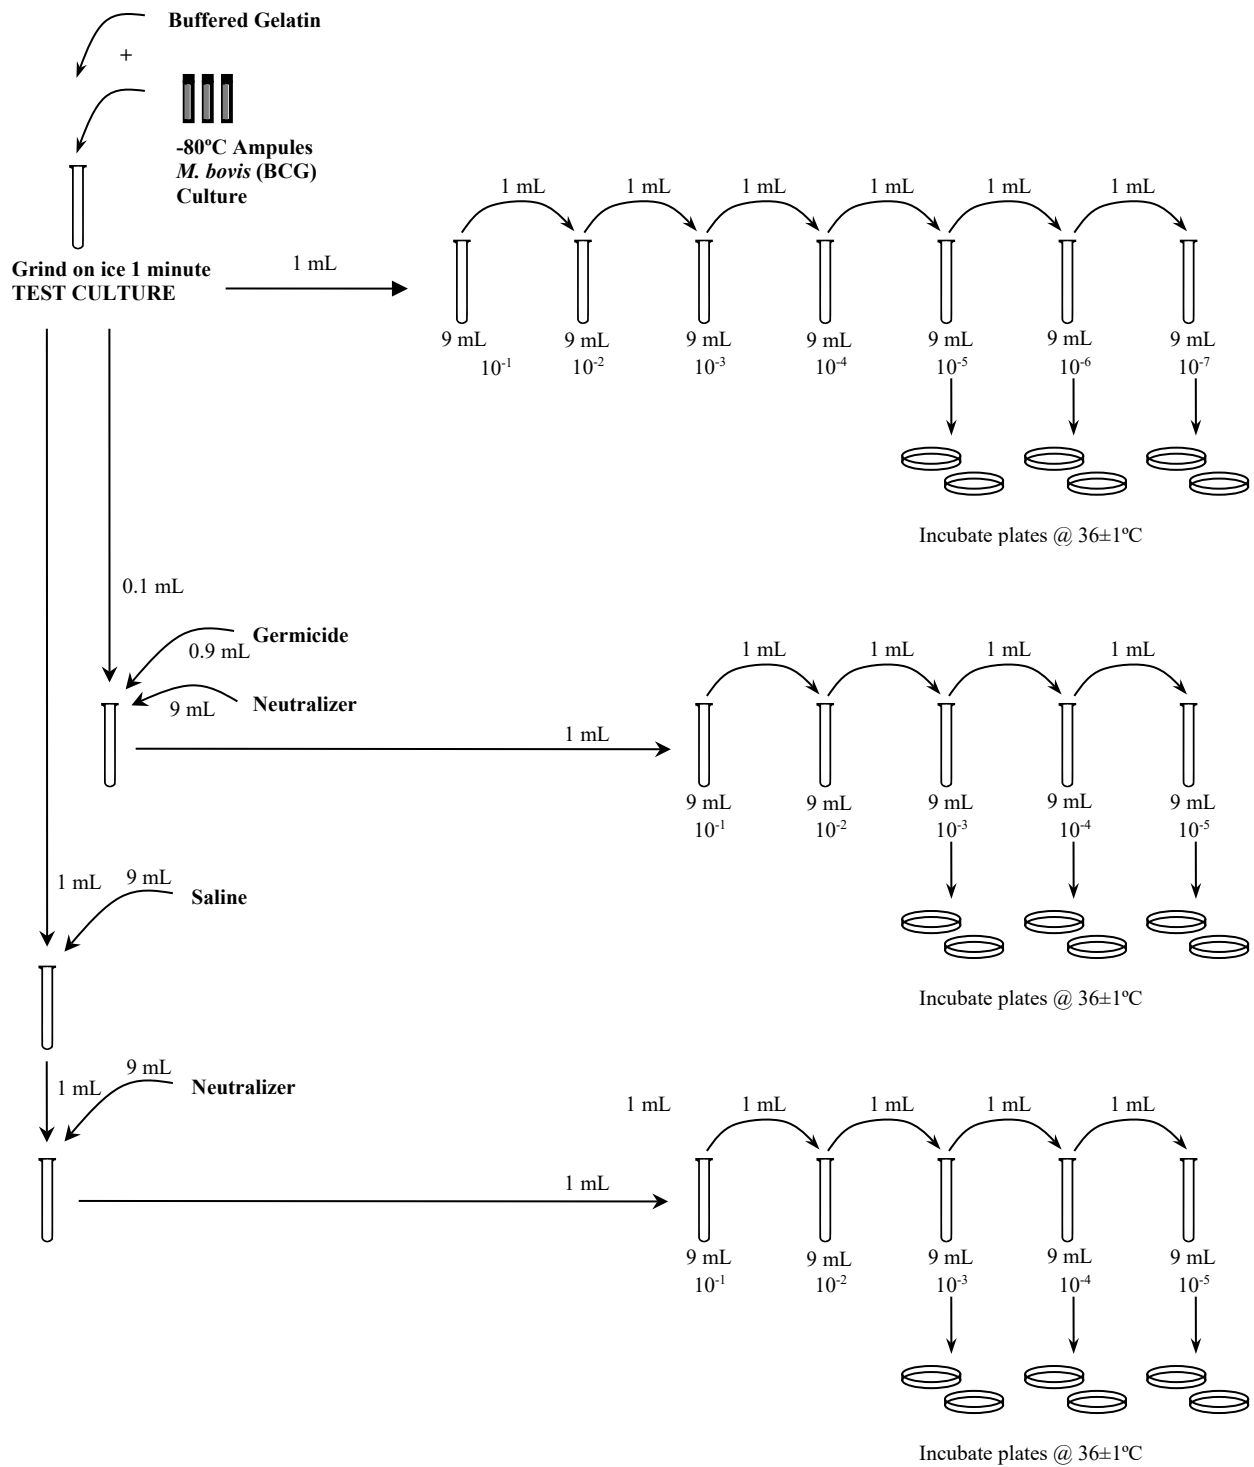 Buffered Gelatin
+
-80ºC Ampules
M. bovis (BCG)
Culture
Grind on ice 1 minute
TEST CULTURE
1 mL
1 mL 1 mL 1 mL 1 mL 1 mL 1 mL
9 mL 9 mL 9 mL 9 mL 9 mL 9 mL 9 mL
10-1 10-2 10-3 10-4 10-5 10-6 10-7
Incubate plates @ 36±1ºC
0.1 mL
Germicide
0.9 mL
Neutralizer
9 mL
1 mL
1 mL 1 mL 1 mL 1 mL
9 mL 9 mL 9 mL 9 mL 9 mL
10-1 10-2 10-3 10-4 10-5
Incubate plates @ 36±1ºC
1 mL 9 mL
Saline
1 mL 9 mL
Neutralizer
1 mL 1 mL 1 mL 1 mL 1 mL
1 mL
9 mL 9 mL 9 mL 9 mL 9 mL
10-1 10-2 10-3 10-4 10-5
Incubate plates @ 36±1ºC